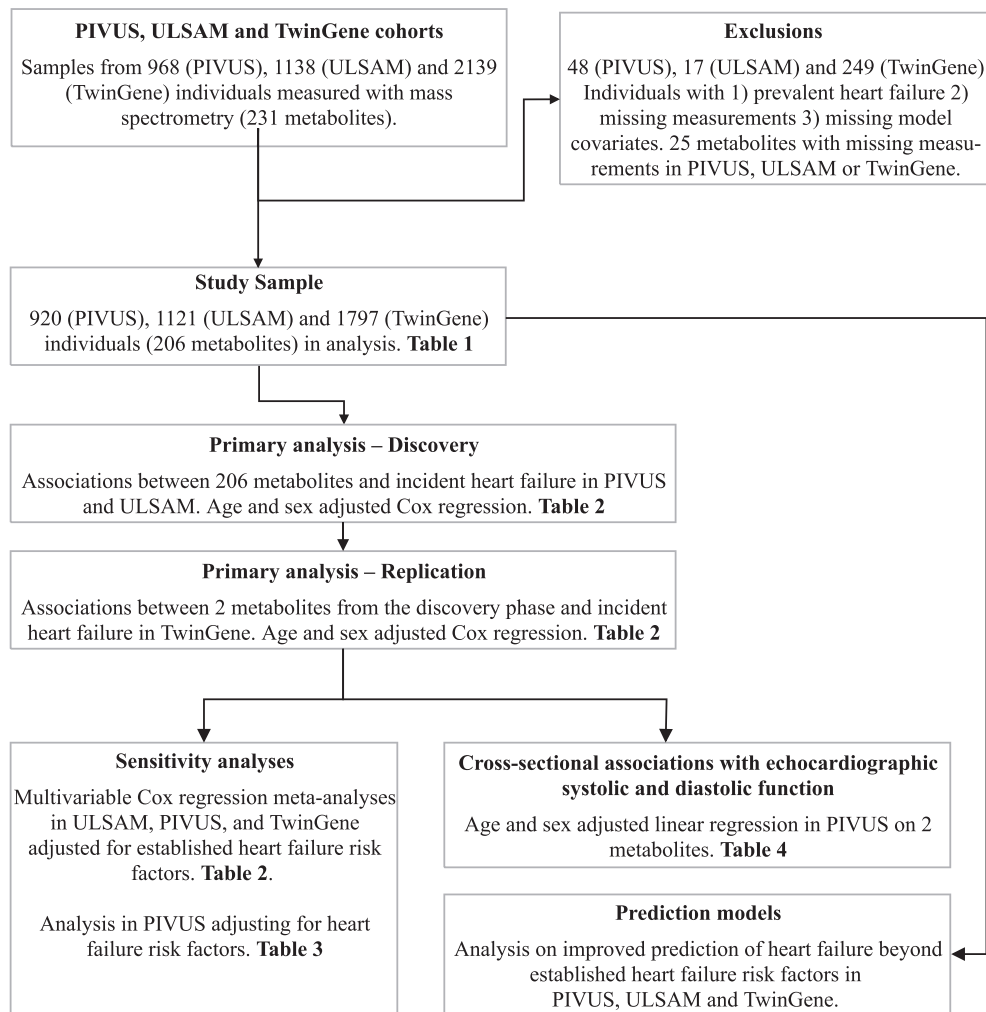 PIVUS, ULSAM and TwinGene cohorts
Samples from 968 (PIVUS), 1138 (ULSAM) and 2139
(TwinGene) individuals measured with mass
spectrometry (231 metabolites).
Exclusions
48 (PIVUS), 17 (ULSAM) and 249 (TwinGene)
Individuals with 1) prevalent heart failure 2)
missing measurements 3) missing model
covariates. 25 metabolites with missing measu-
rements in PIVUS, ULSAM or TwinGene.
Study Sample
920 (PIVUS), 1121 (ULSAM) and 1797 (TwinGene)
individuals (206 metabolites) in analysis. Table 1
Primary analysis – Discovery
Associations between 206 metabolites and incident heart failure in PIVUS
and ULSAM. Age and sex adjusted Cox regression. Table 2
Primary analysis – Replication
Associations between 2 metabolites from the discovery phase and incident
heart failure in TwinGene. Age and sex adjusted Cox regression. Table 2
Sensitivity analyses
Multivariable Cox regression meta-analyses
in ULSAM, PIVUS, and TwinGene
adjusted for established heart failure risk
factors. Table 2.
Analysis in PIVUS adjusting for heart
failure risk factors. Table 3
Cross-sectional associations with echocardiographic
systolic and diastolic function
Age and sex adjusted linear regression in PIVUS on 2
metabolites. Table 4
Prediction models
Analysis on improved prediction of heart failure beyond
established heart failure risk factors in
PIVUS, ULSAM and TwinGene.